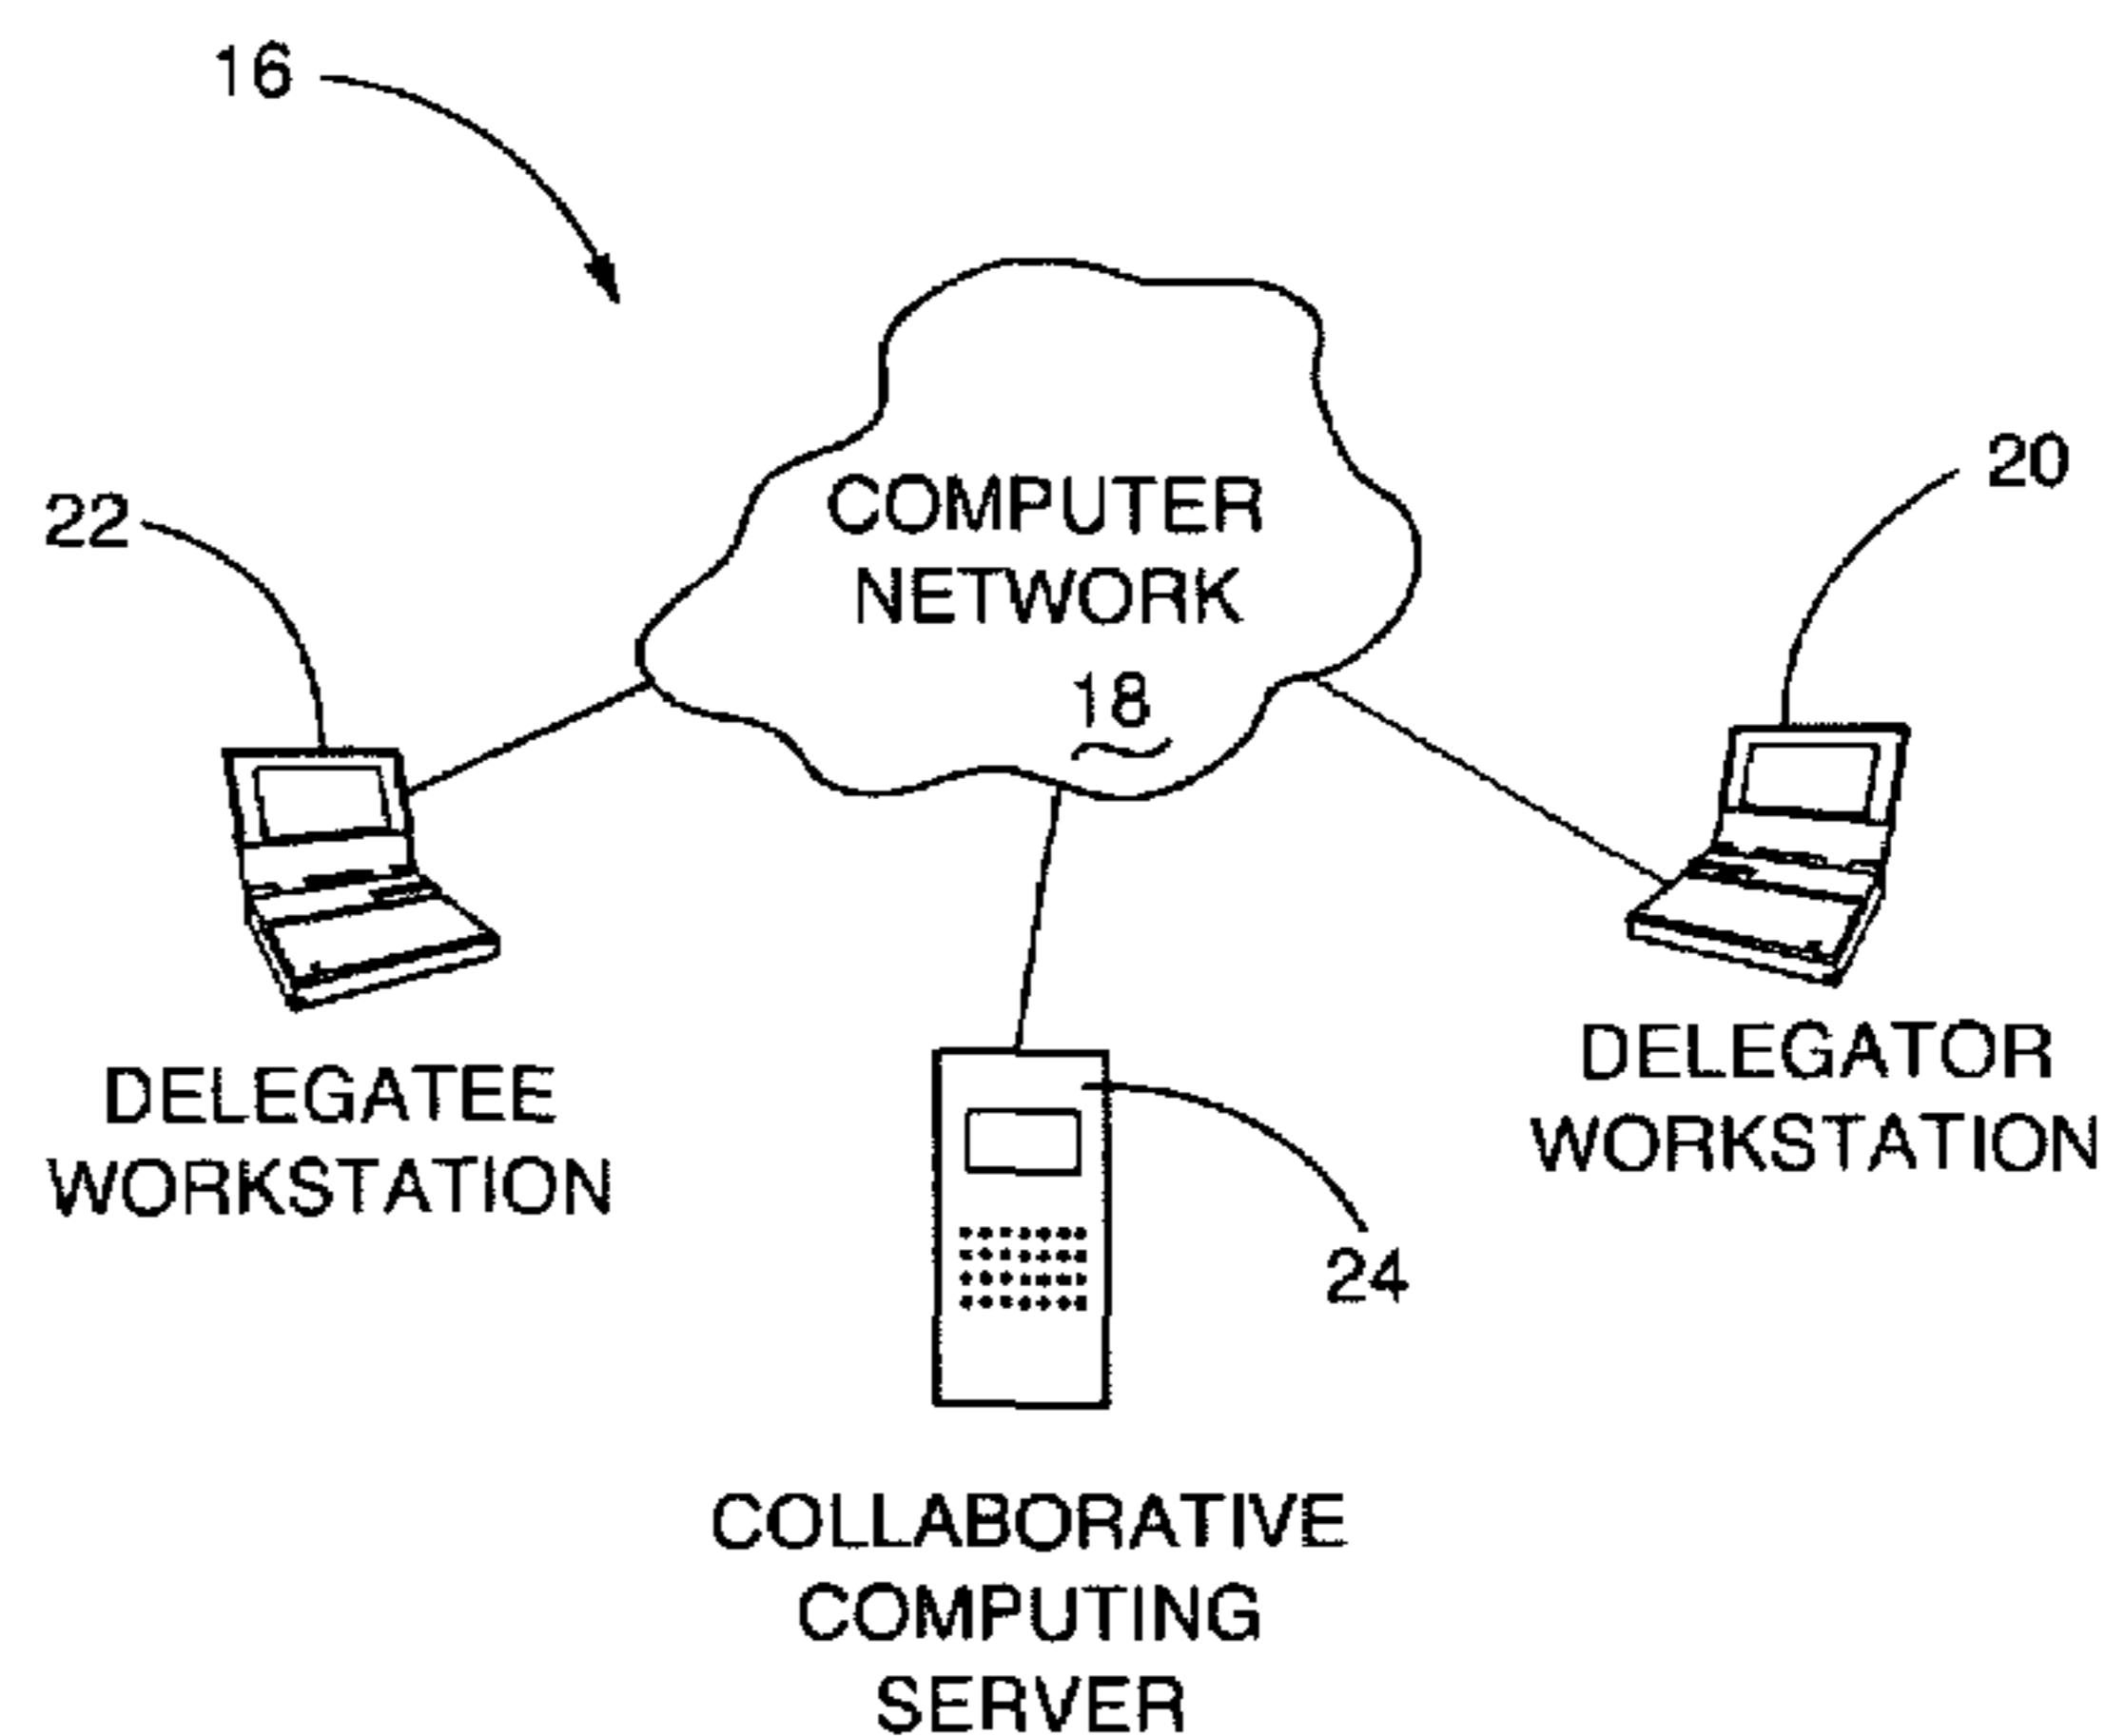 16
COMPUTER
NETWORK
18
20
22
DELEGATEE
WORKSTATION
DELEGATOR
WORKSTATION
24
COLLABORATIVE
COMPUTING
SERVER